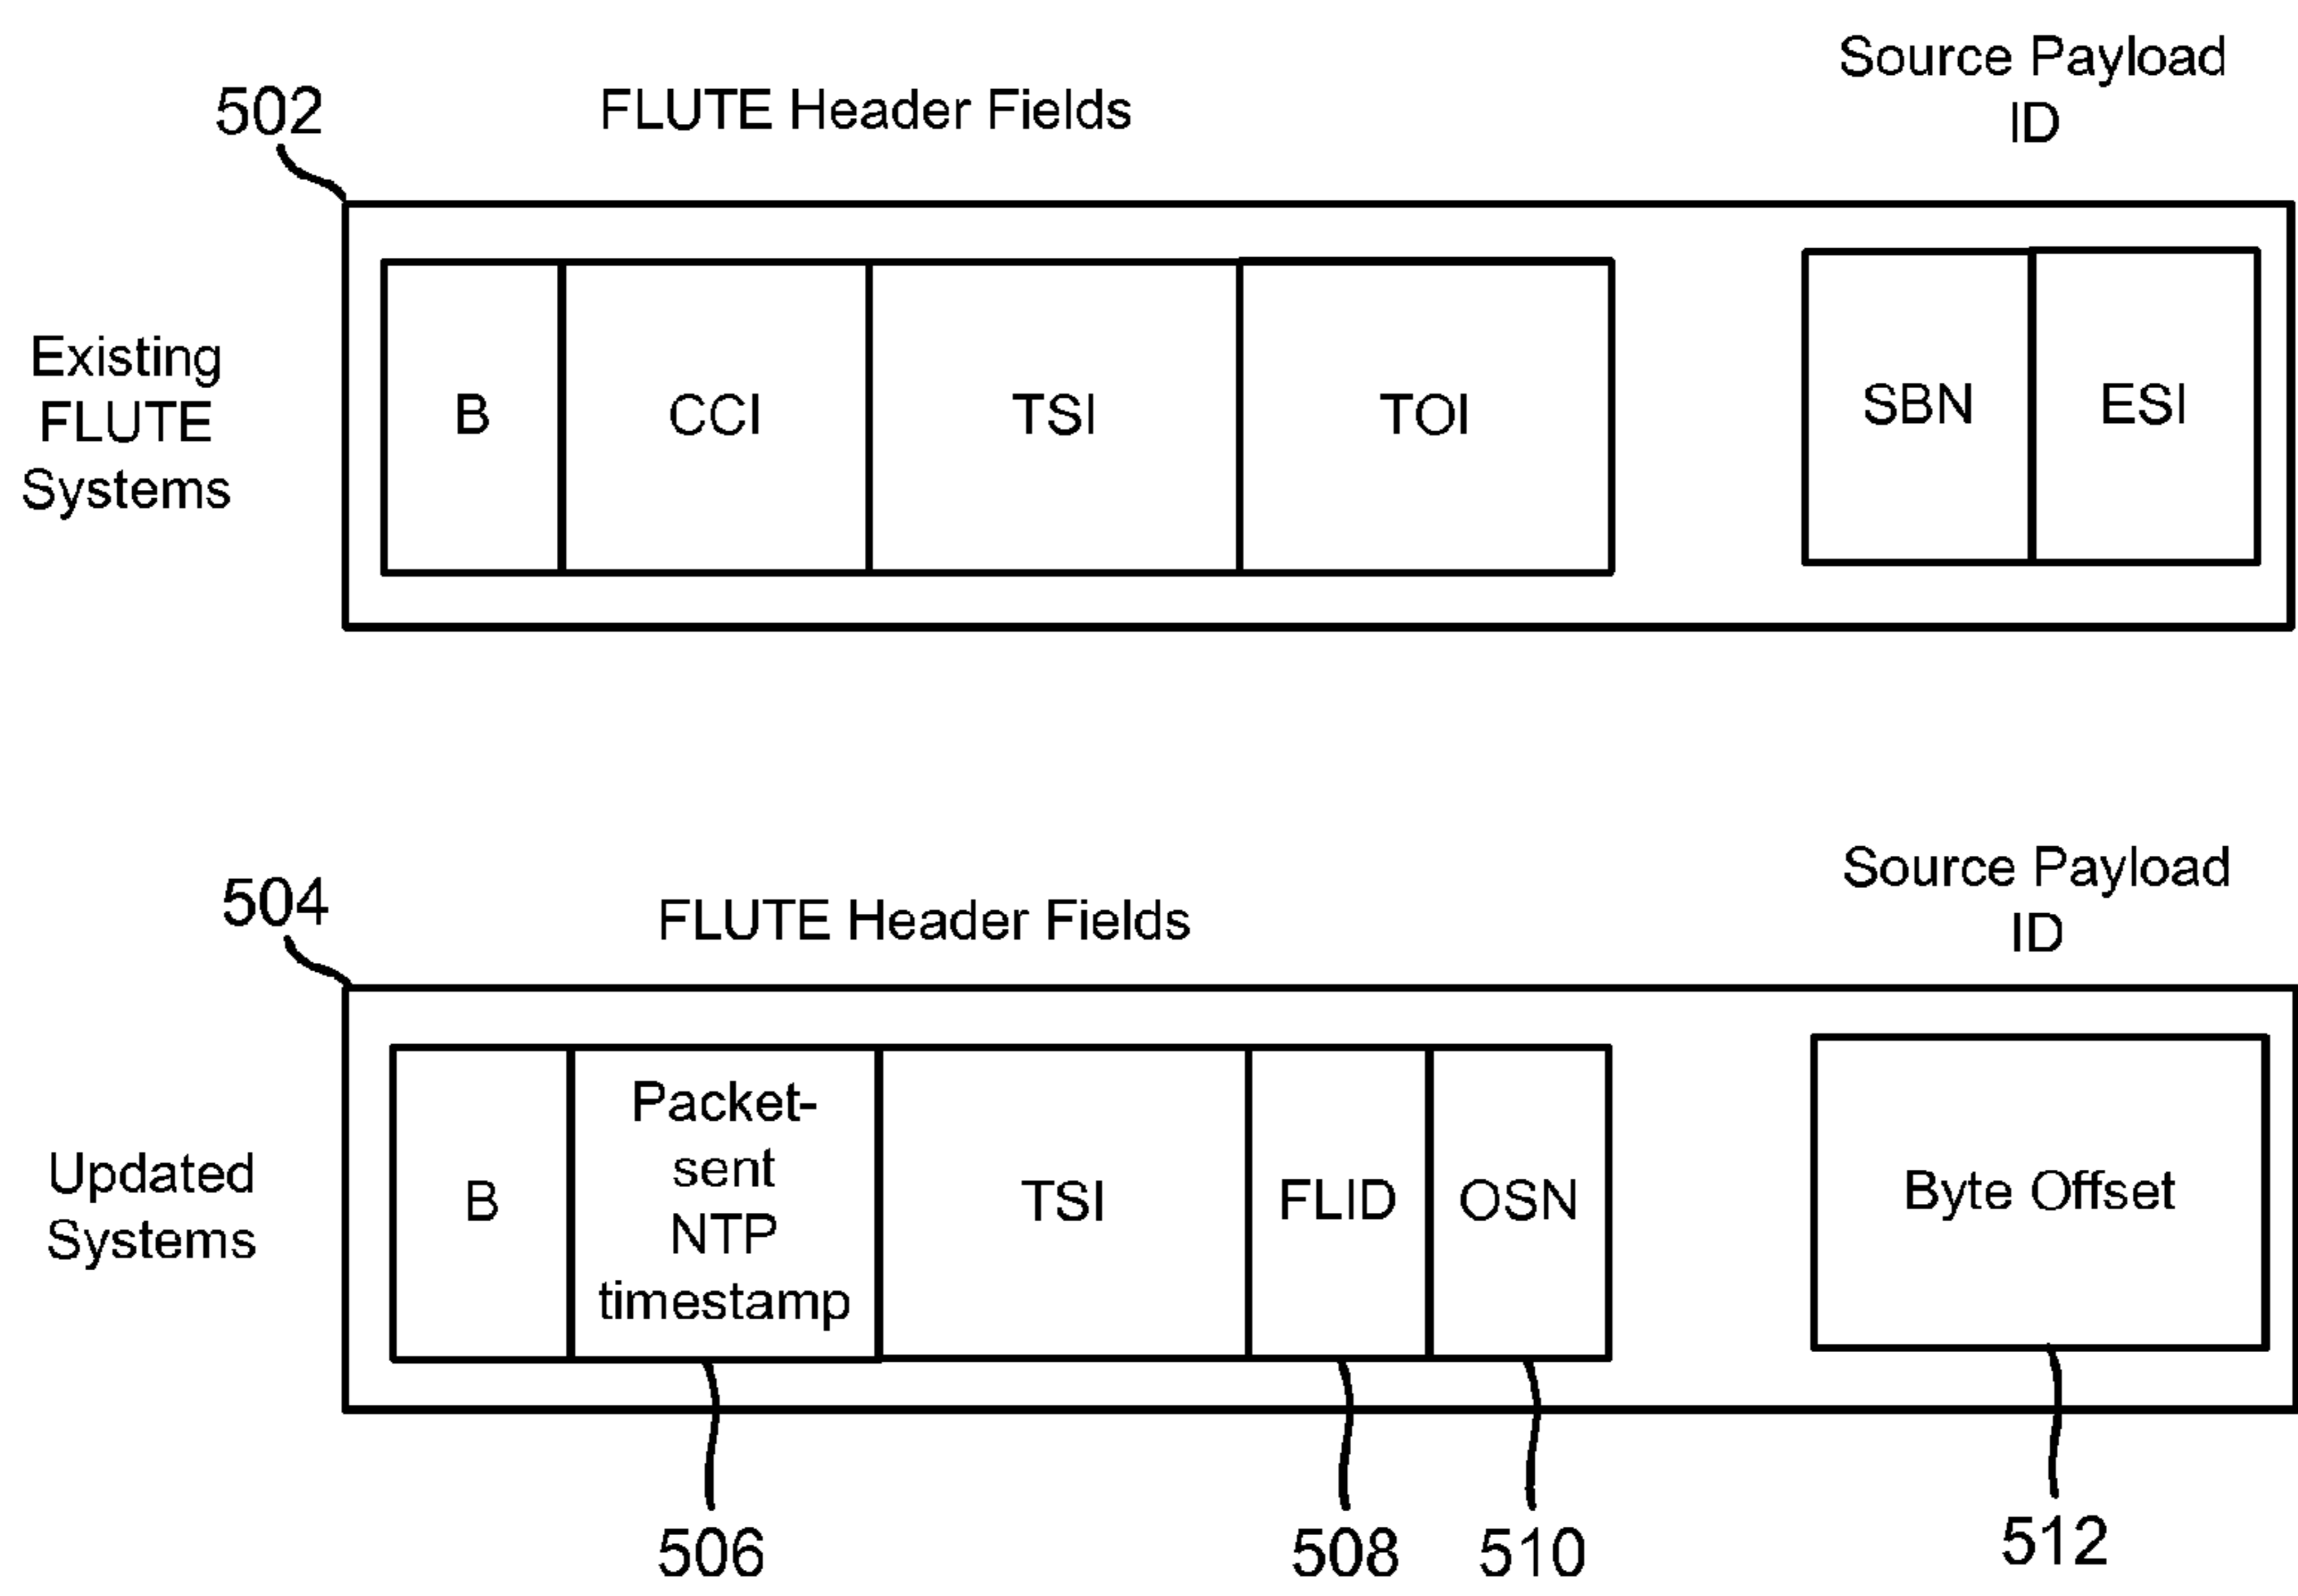 Source Payload
ID
502
FLUTE Header Fields
Existing
FLUTE
Systems
B
CCI
TSI
TOI
SBN
ESI
Source Payload
ID
504
FLUTE Header Fields
Updated
Systems
B
Packet-
sent
NTP
timestamp
TSI
FLID
OSN
Byte Offset
506
508
510
512